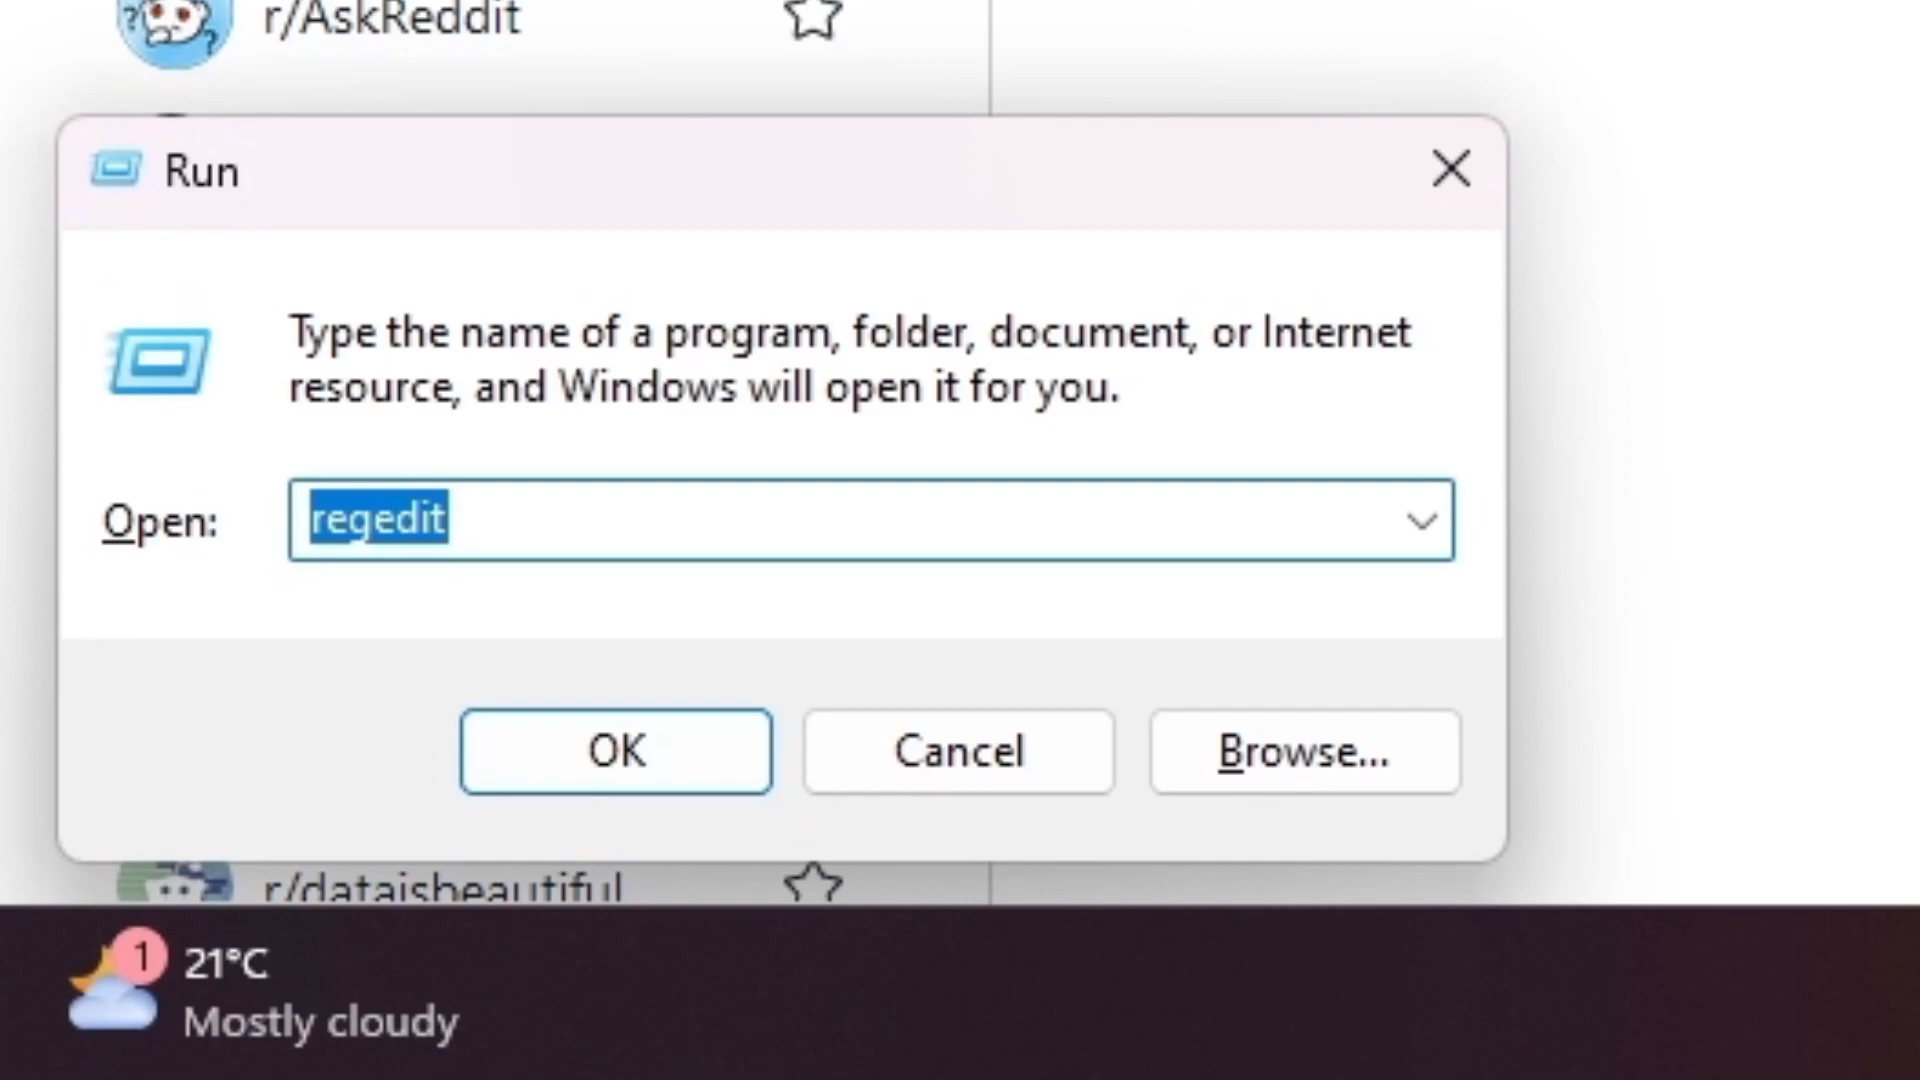 r/AskReddit
Run
Type the name of a program, folder, document, or Internet
resource, and Windows will open it for you.
Open:
regedit
OK
Cancel
Browse...
r/dataisbeautiful
1
21°C
Mostly cloudy